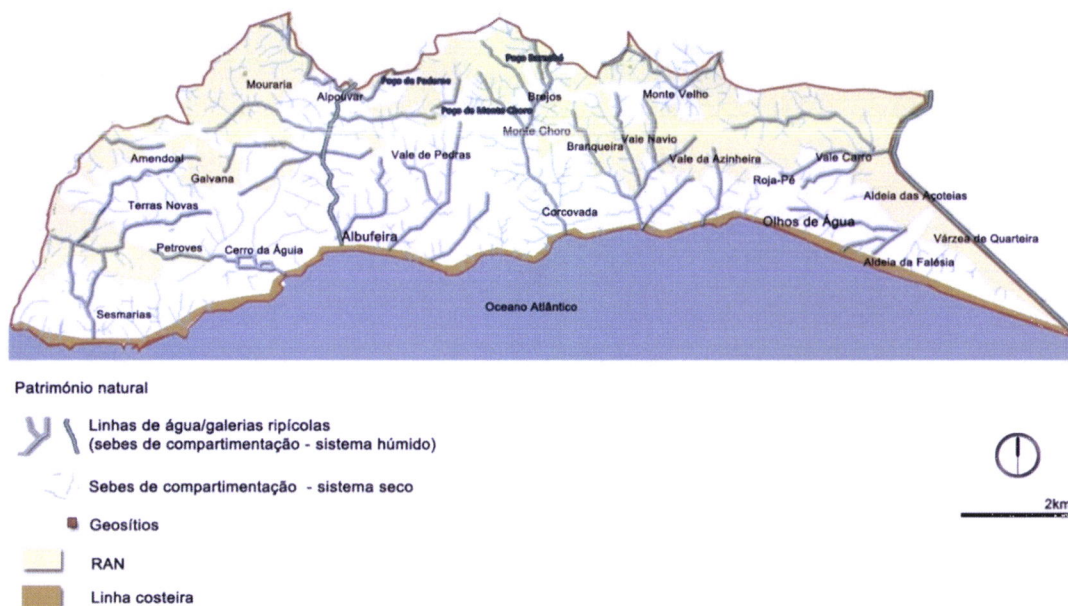 Poço Barnabé
Poço da Paderne
Mouraria
Alpouvar
Brejos
Monte Velho
Poço de Monte Choro
Monte Choro
Vale Navio
Branqueira
Amendoal
Vale de Pedras
Vale da Azinheira
Vale Carro
Galvana
Roja-Pé
Aldeia das Açoteias
Terras Novas
Corcovada
Olhos de Água
Albufeira
Várzea de Quarteira
Petroves
Cerro da Águia
Aldeia da Falésia
Oceano Atlântico
Sesmarias
Património natural
Linhas de água/galerias ripícolas
(sebes de compartimentação - sistema húmido)
Sebes de compartimentação - sistema seco
2km
Geosítios
RAN
Linha costeira